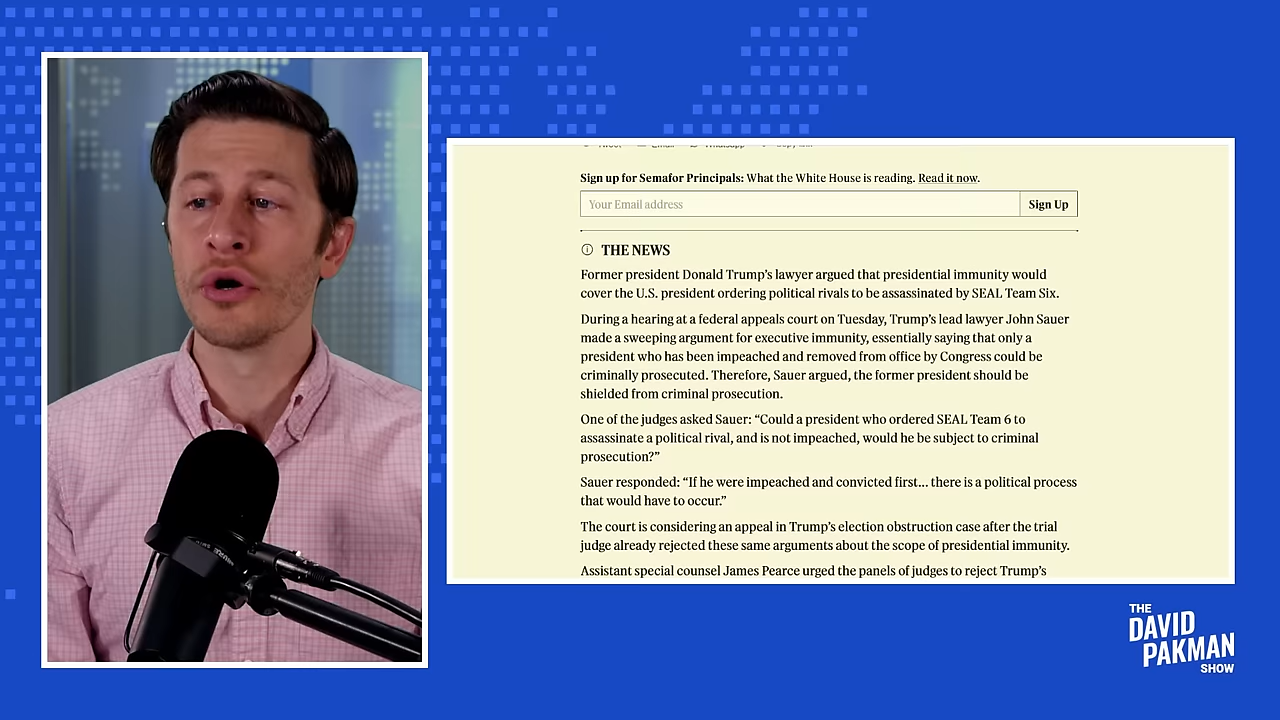 Sign up for Semafor Principals: What the White House is reading. Read it now.
Your Email address
Sign Up
THE NEWS
Former president Donald Trump’s lawyer argued that presidential immunity would
cover the U.S. president ordering political rivals to be assassinated by SEAL Team Six.
During a hearing at a federal appeals court on Tuesday, Trump’s lead lawyer John Sauer
made a sweeping argument for executive immunity, essentially saying that only a
president who has been impeached and removed from office by Congress could be
criminally prosecuted. Therefore, Sauer argued, the former president should be
shielded from criminal prosecution.
One of the judges asked Sauer: “Could a president who ordered SEAL Team 6 to
assassinate a political rival, and is not impeached, would he be subject to criminal
prosecution?”
Sauer responded: “If he were impeached and convicted first... there is a political process
that would have to occur.”
The court is considering an appeal in Trump’s election obstruction case after the trial
judge already rejected these same arguments about the scope of presidential immunity.
Assistant special counsel James Pearce urged the panels of judges to reject Trump’s
THE
DAVID
PAKMAN
SHOW